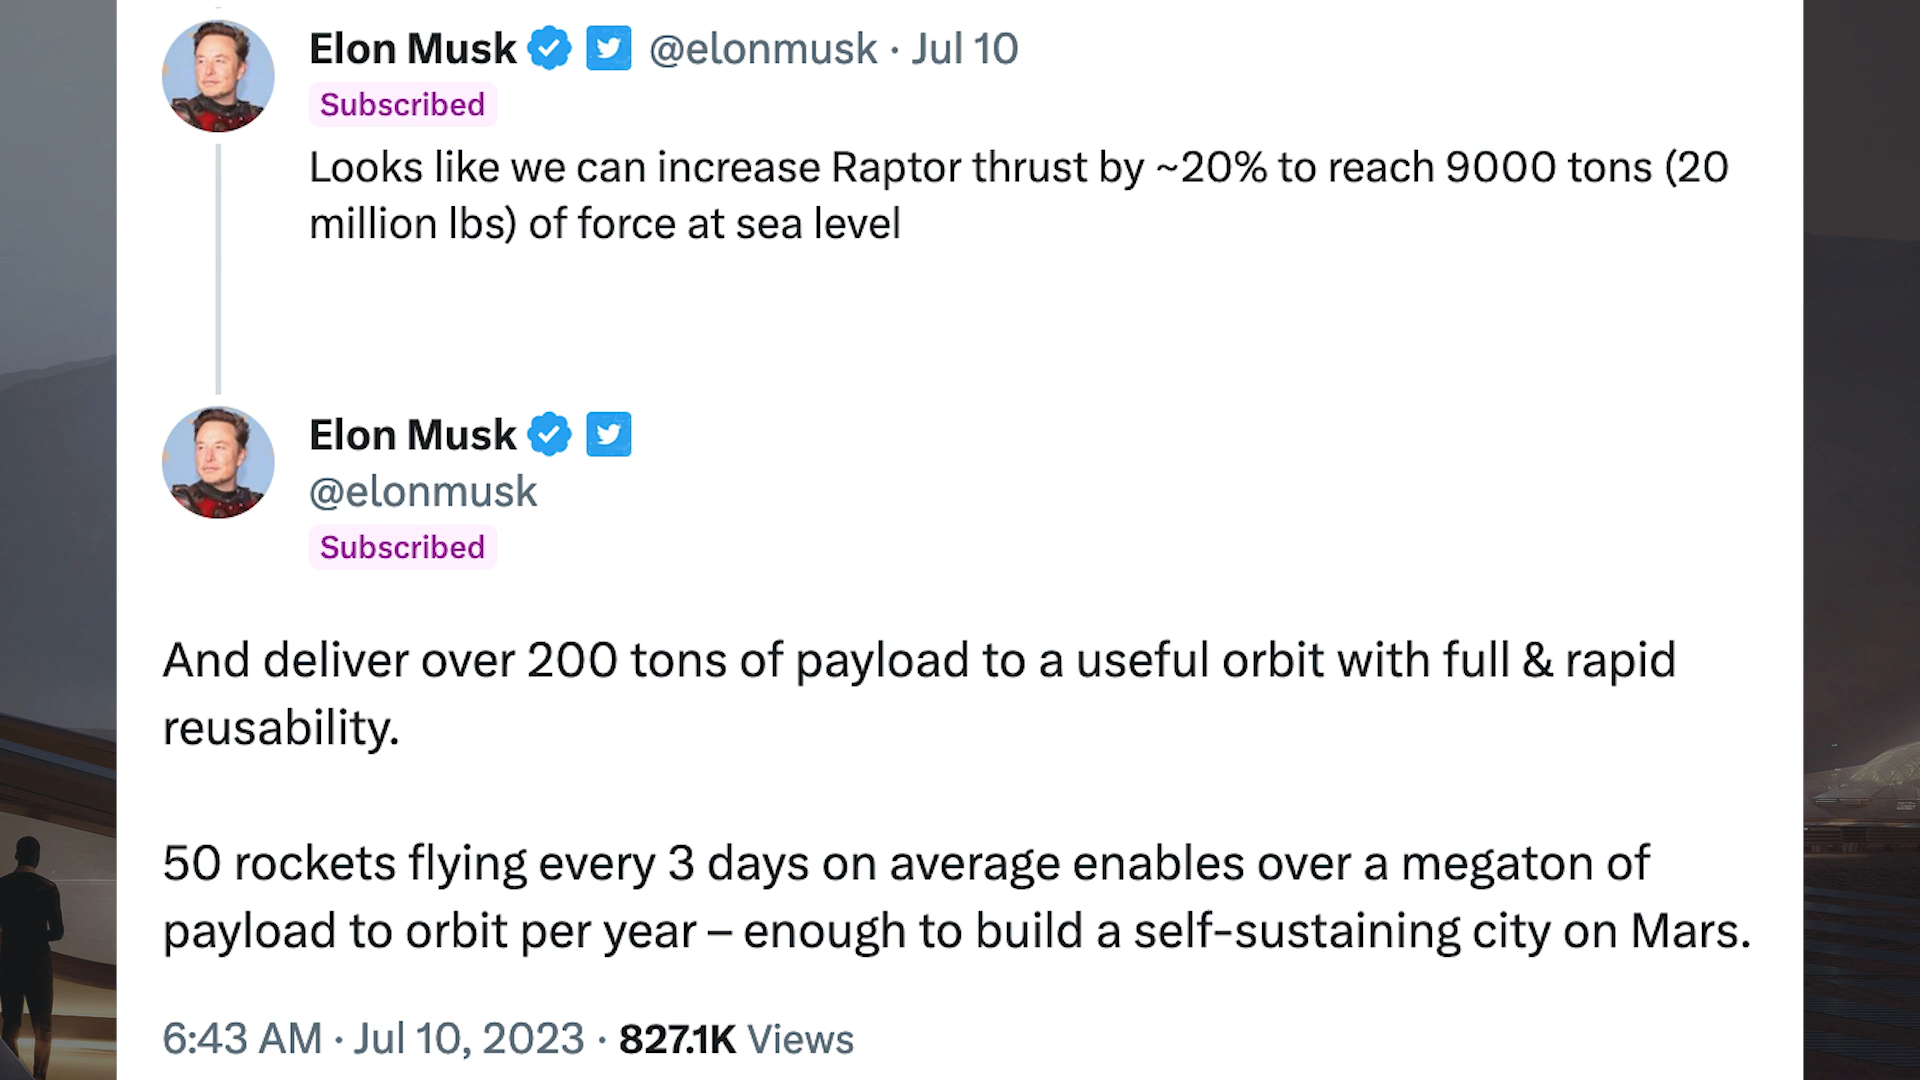 Elon Musk @elonmusk · Jul 10
Subscribed
Looks like we can increase Raptor thrust by ~20% to reach 9000 tons (20
million lbs) of force at sea level
Elon Musk
@elonmusk
Subscribed
And deliver over 200 tons of payload to a useful orbit with full & rapid
reusability.
50 rockets flying every 3 days on average enables over a megaton of
payload to orbit per year – enough to build a self-sustaining city on Mars.
6:43 AM · Jul 10, 2023 · 827.1K Views